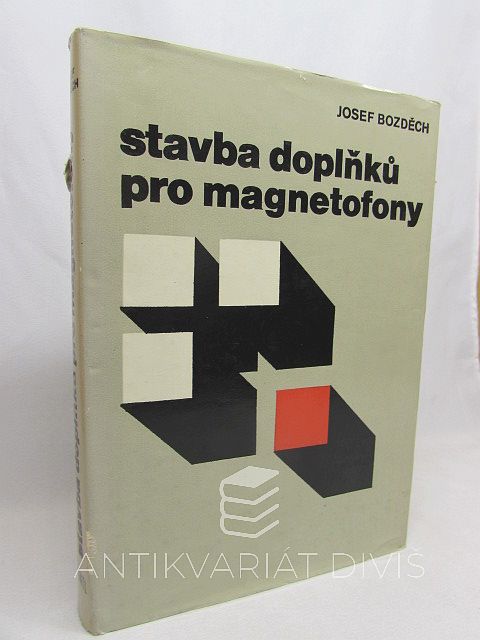 JOSEF BOZDĚCH
stavba doplňků
pro magnetofony
ANTIKVARIÁT DIVIŠ